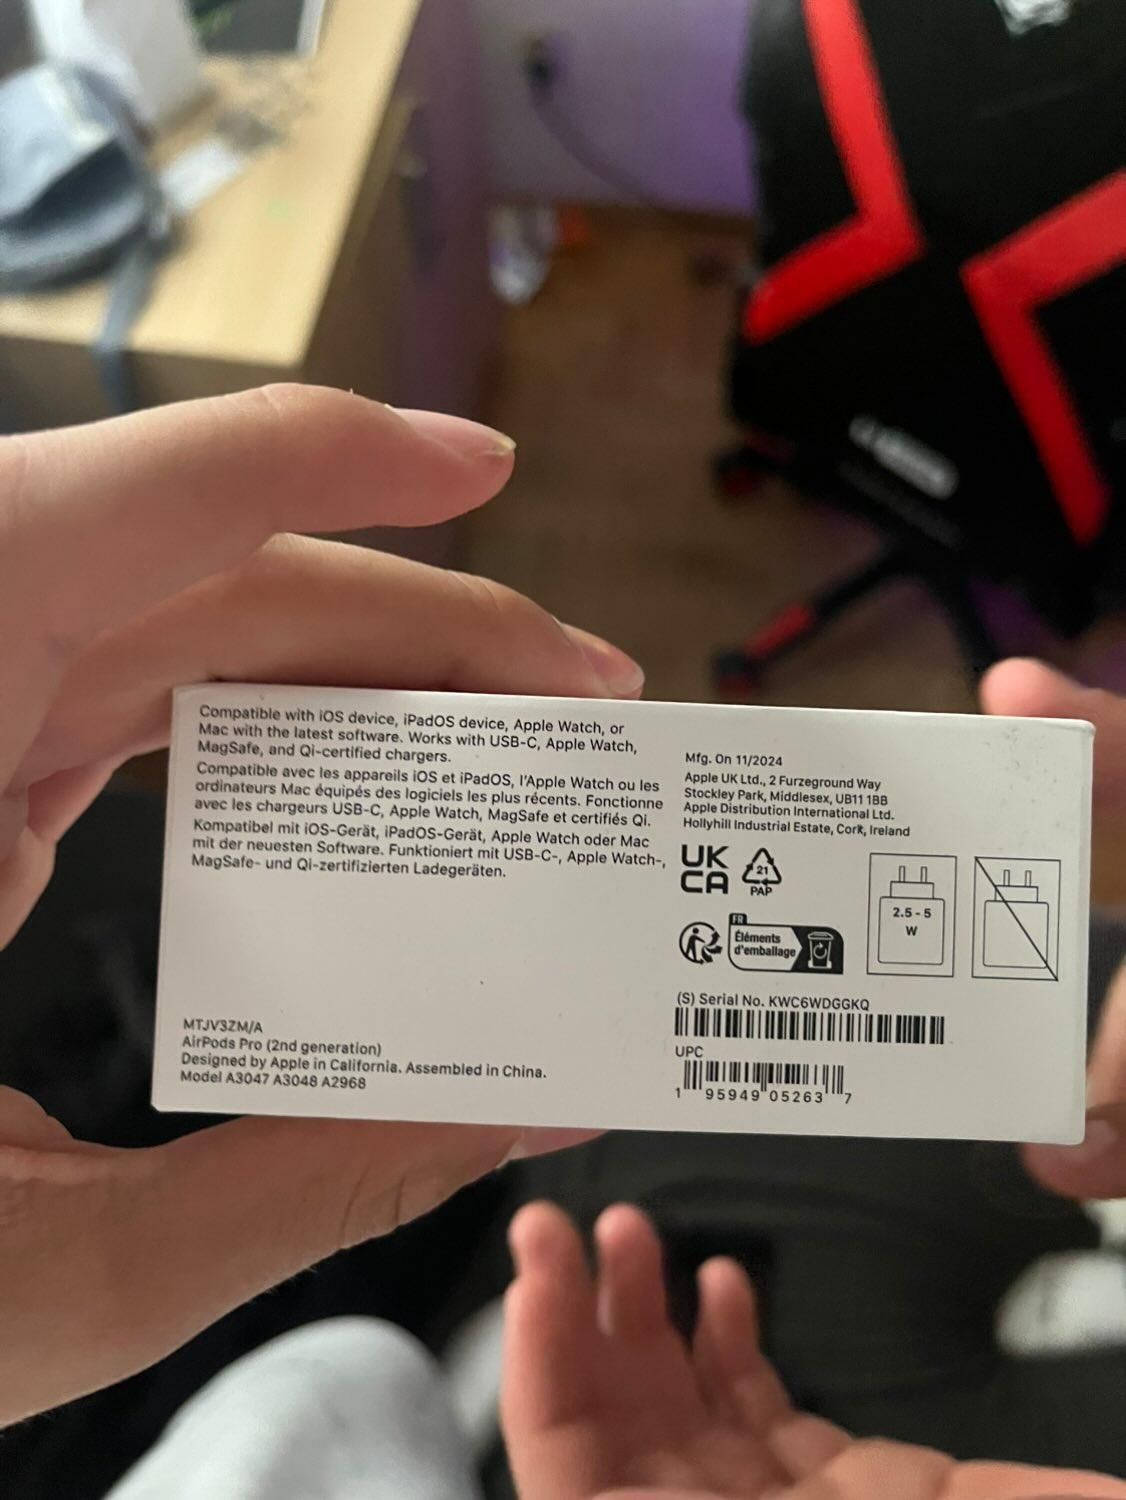 Compatible with iOS device, iPadOS device, Apple Watch, or
Mac with the latest software. Works with USB-C, Apple Watch,
MagSafe, and Qi-certified chargers.
Compatible avec les appareils iOS et iPadOS, l'Apple Watch ou les
ordinateurs Mac équipés des logiciels les plus récents. Fonctionne
avec les chargeurs USB-C, Apple Watch, MagSafe et certifiés Qi.
Kompatibel mit iOS-Gerät, iPadOS-Gerät, Apple Watch oder Mac
mit der neuesten Software. Funktioniert mit USB-C-, Apple Watch-,
MagSafe- und Qi-zertifizierten Ladegeräten.
MTJV3ZM/A
AirPods Pro (2nd generation)
Designed by Apple in California. Assembled in China.
Model A3047 A3048 A2968
Mfg. On 11/2024
Apple UK Ltd., 2 Furzeground Way
Stockley Park, Middlesex, UB11 1BB
Apple Distribution International Ltd.
Hollyhill Industrial Estate, Cork, Ireland
UK
CA
21
PAP
FR
Éléments
d'emballage
2.5 - 5
W
(S) Serial No. KWC6WDGGKQ
UPC
1 95949 05263 7